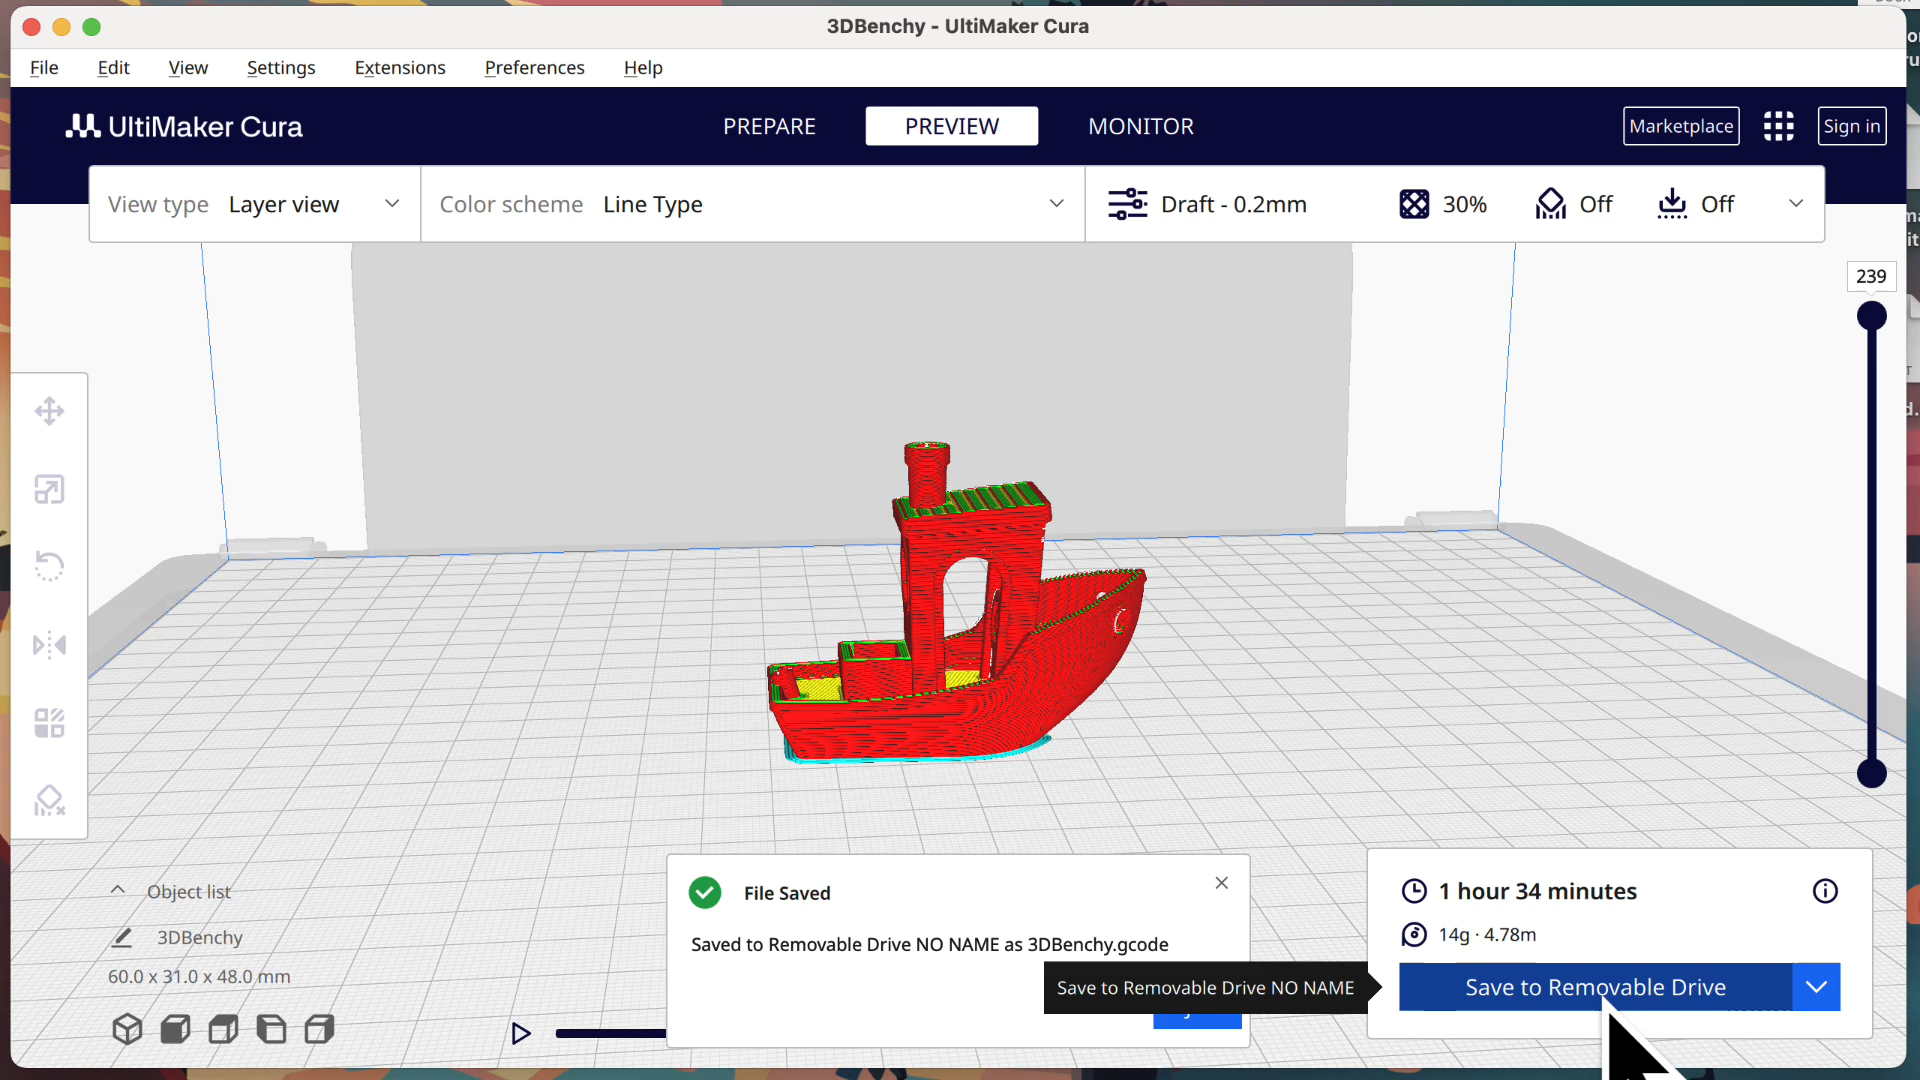 3DBenchy - UltiMaker Cura
File Edit View Settings Extensions Preferences Help
UltiMaker Cura
PREPARE PREVIEW MONITOR
Marketplace Sign in
View type Layer view Color scheme Line Type Draft - 0.2mm 30% Off Off
239
Object list
3DBenchy
60.0 x 31.0 x 48.0 mm
File Saved
Saved to Removable Drive NO NAME as 3DBenchy.gcode
Save to Removable Drive NO NAME
1 hour 34 minutes
14g · 4.78m
Save to Removable Drive